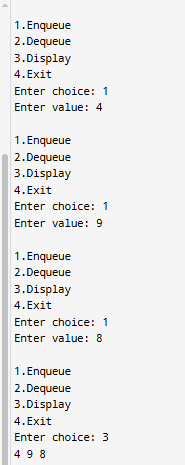 1.Enqueue
2.Dequeue
3.Display
4.Exit
Enter choice: 1
Enter value: 4
1.Enqueue
2.Dequeue
3.Display
4.Exit
Enter choice: 1
Enter value: 9
1.Enqueue
2.Dequeue
3.Display
4.Exit
Enter choice: 1
Enter value: 8
1.Enqueue
2.Dequeue
3.Display
4.Exit
Enter choice: 3
4 9 8